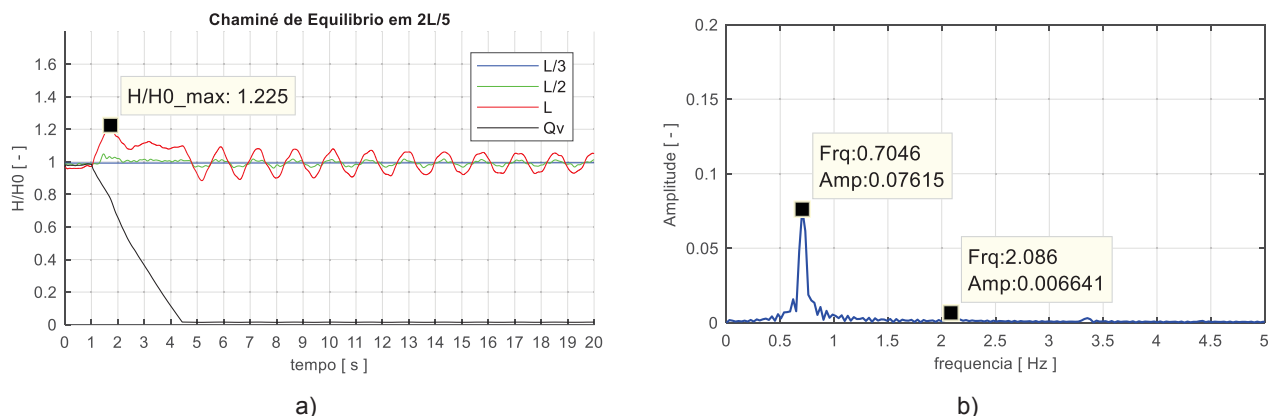 Chaminé de Equilibrio em 2L/5
H/H0 [ - ]
1.6
1.4
1.2
1
0.8
0.6
0.4
0.2
0
H/H0_max: 1.225
L/3
L/2
L
Qv
0 1 2 3 4 5 6 7 8 9 10 11 12 13 14 15 16 17 18 19 20
tempo [ s ]
a)
Amplitude [ - ]
0.2
0.15
0.1
0.05
0
Frq:0.7046
Amp:0.07615
Frq:2.086
Amp:0.006641
0 0.5 1 1.5 2 2.5 3 3.5 4 4.5 5
frequencia [ Hz ]
b)